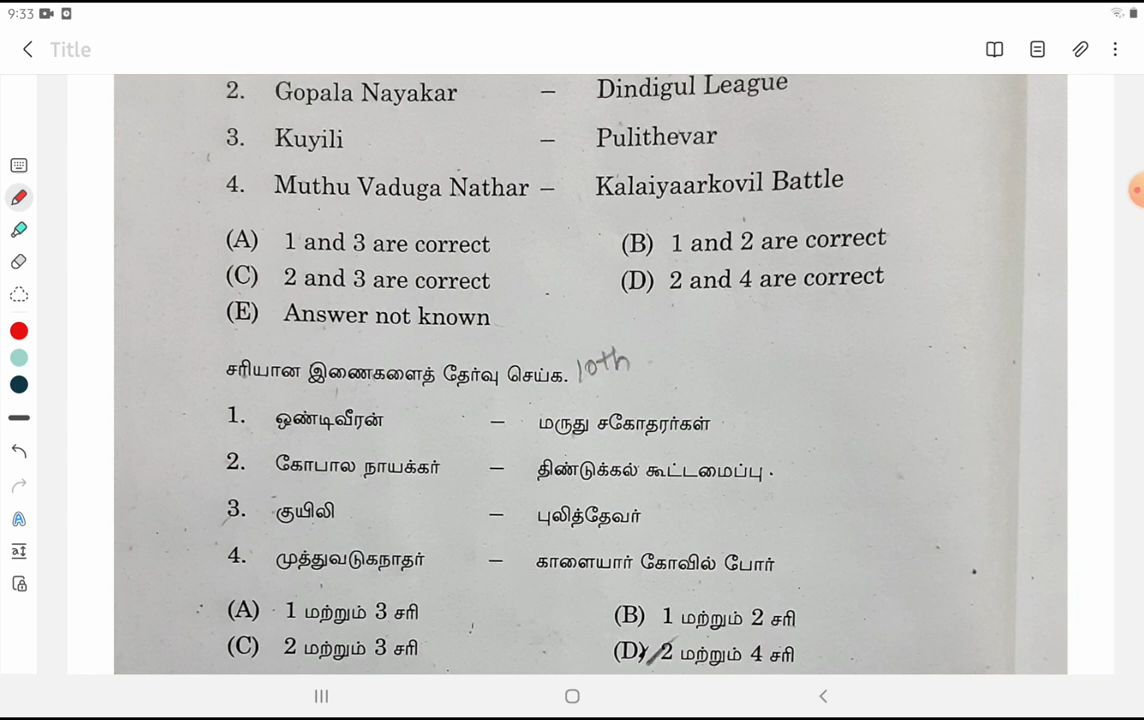 9:33
Title
2. Gopala Nayakar – Dindigul League
3. Kuyili – Pulithevar
4. Muthu Vaduga Nathar – Kalaiyaarkovil Battle
(A) 1 and 3 are correct (B) 1 and 2 are correct
(C) 2 and 3 are correct (D) 2 and 4 are correct
(E) Answer not known
சரியான இணைகளைத் தேர்வு செய்க. 10th
1. ஒண்டிவீரன் – மருது சகோதரர்கள்
2. கோபால நாயக்கர் – திண்டுக்கல் கூட்டமைப்பு .
3. குயிலி – புலித்தேவர்
4. முத்துவடுகநாதர் – காளையார் கோவில் போர்
(A) 1 மற்றும் 3 சரி (B) 1 மற்றும் 2 சரி
(C) 2 மற்றும் 3 சரி (D) 2 மற்றும் 4 சரி